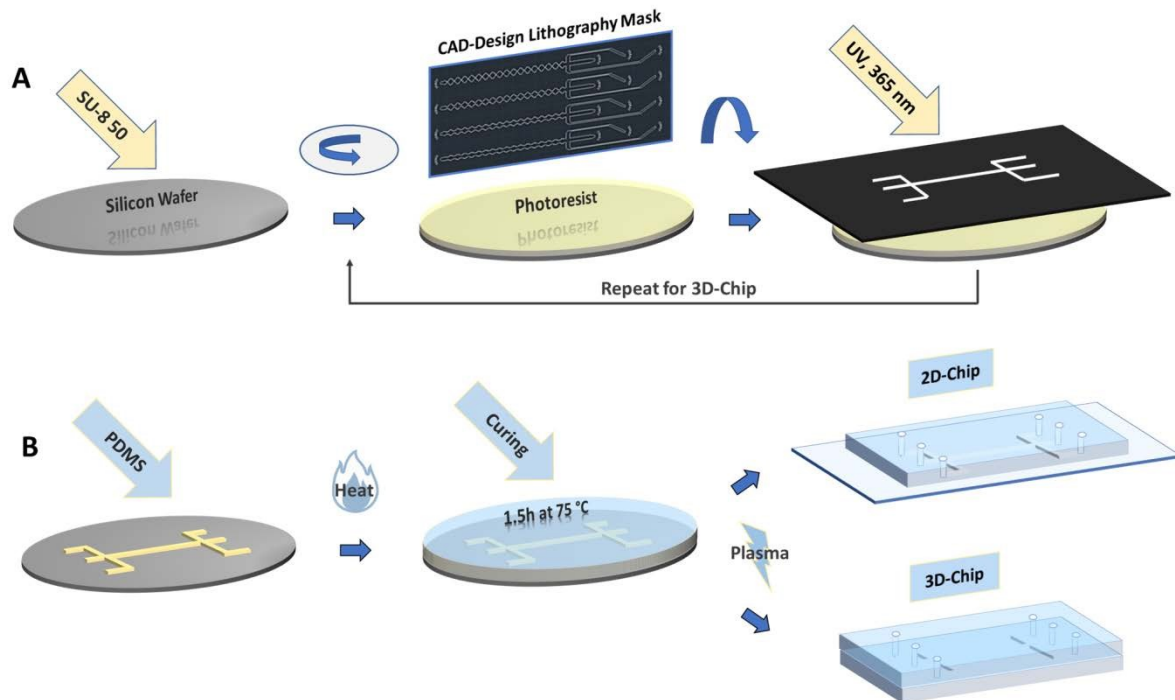 A
SU-8 50
Silicon Wafer
Silicon Wafer
CAD-Design Lithography Mask
Photoresist
Photoresist
UV, 365 nm
Repeat for 3D-Chip
B
PDMS
Heat
Curing
1.5h at 75 °C
Plasma
2D-Chip
3D-Chip